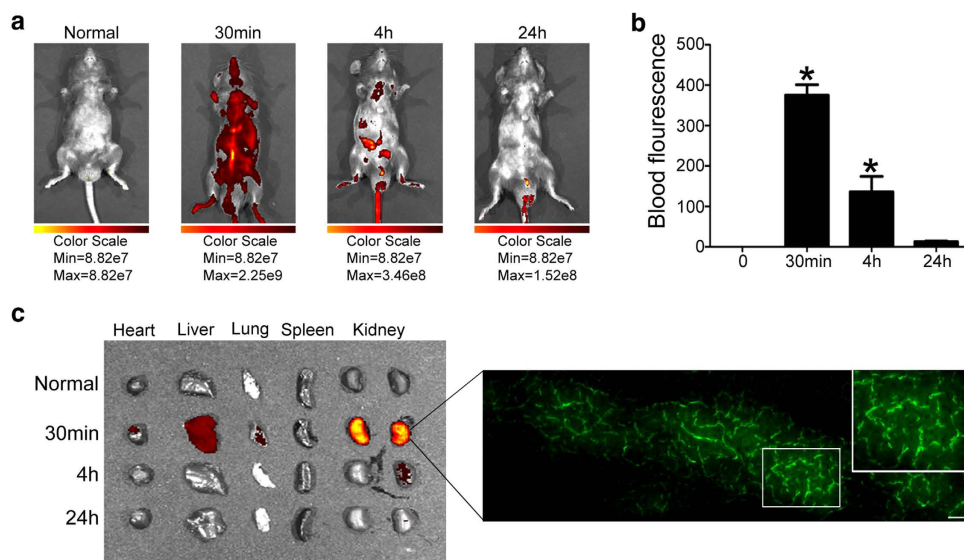 a
Normal
30min
4h
24h
Color Scale
Min=8.82e7
Max=8.82e7
Color Scale
Min=8.82e7
Max=2.25e9
Color Scale
Min=8.82e7
Max=3.46e8
Color Scale
Min=8.82e7
Max=1.52e8
b
Blood flourescence
500
400
300
200
100
0
*
*
0
30min
4h
24h
c
Heart
Liver
Lung
Spleen
Kidney
Normal
30min
4h
24h